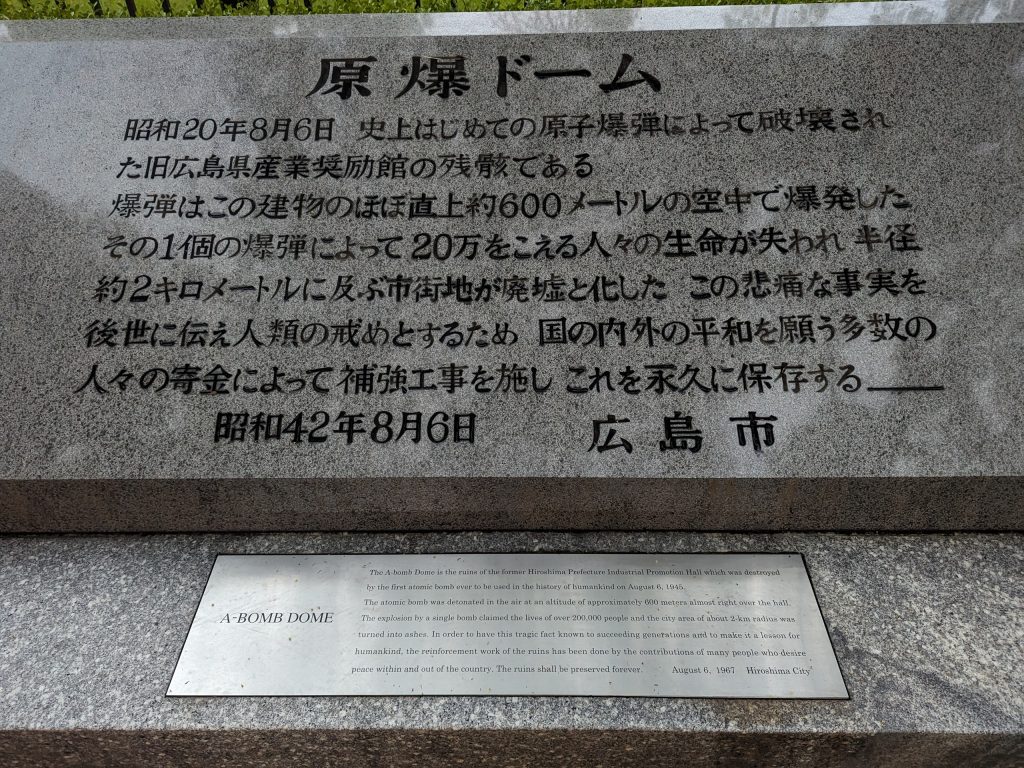 原爆ドーム
昭和20年8月6日 史上はじめての原子爆弾によって破壊され
た旧広島県産業奨励館の残骸である
爆弾はこの建物のほぼ直上約600メートルの空中で爆発した
その1個の爆弾によって20万をこえる人々の生命が失われ 半径
約2キロメートルに及ぶ市街地が廃墟と化した この悲痛な事実を
後世に伝え人類の戒めとするため 国の内外の平和を願う多数の
人々の寄金によって補強工事を施し これを永久に保存する——
昭和42年8月6日 広島市
A-BOMB DOME
The A-bomb Dome is the ruins of the former Hiroshima Prefecture Industrial Promotion Hall which was destroyed
by the first atomic bomb ever to be used in the history of humankind on August 6, 1945.
The atomic bomb was detonated in the air at an altitude of approximately 600 meters almost right over the hall.
The explosion by a single bomb claimed the lives of over 200,000 people and the city area of about 2-km radius was
turned into ashes. In order to have this tragic fact known to succeeding generations and to make it a lesson for
humankind, the reinforcement work of the ruins has been done by the contributions of many people who desire
peace within and out of the country. The ruins shall be preserved forever. August 6, 1967 Hiroshima City